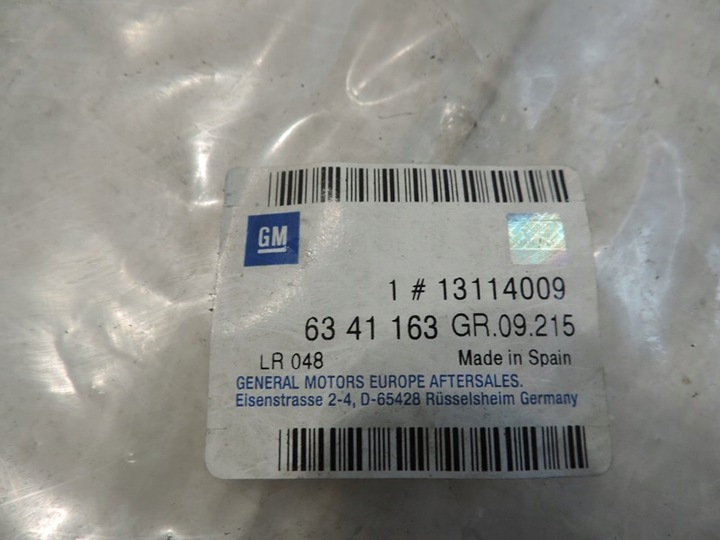 GM
1 # 13114009
63 41 163 GR.09.215
LR 048 Made in Spain
GENERAL MOTORS EUROPE AFTERSALES.
Eisenstrasse 2-4, D-65428 Rüsselsheim Germany